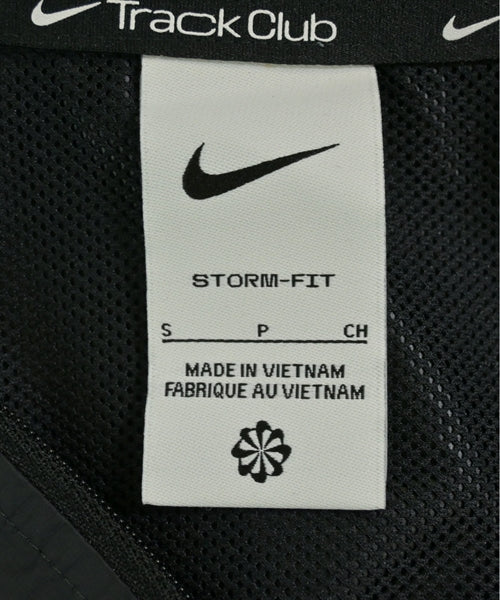 Track Club
STORM-FIT
S P CH
MADE IN VIETNAM
FABRIQUE AU VIETNAM